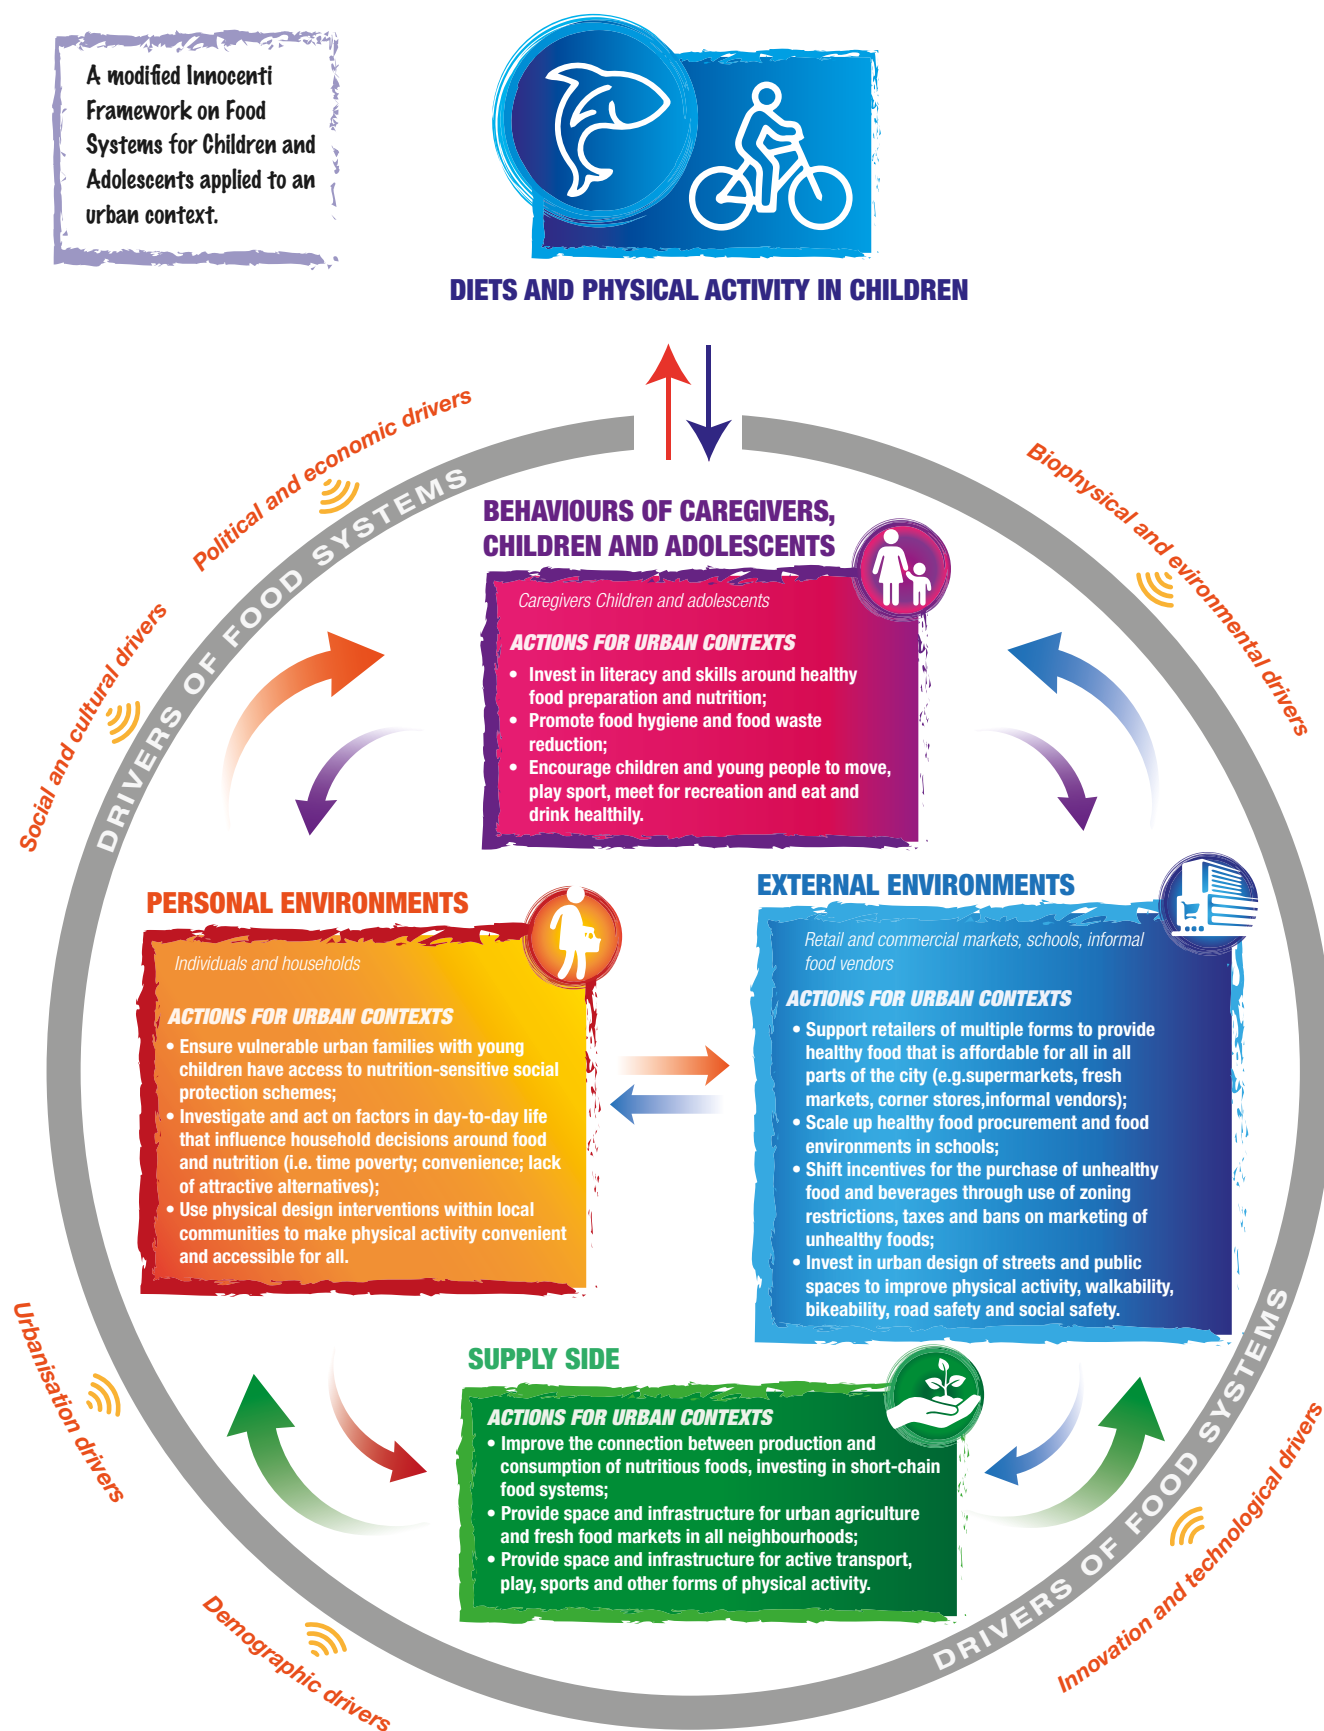 A modified Innocenti
Framework on Food
Systems for Children and
Adolescents applied to an
urban context.
DIETS AND PHYSICAL ACTIVITY IN CHILDREN
Political and economic drivers
Biophysical and evironmental drivers
Social and cultural drivers
DRIVERS OF FOOD SYSTEMS
BEHAVIOURS OF CAREGIVERS,
CHILDREN AND ADOLESCENTS
Caregivers Children and adolescents
ACTIONS FOR URBAN CONTEXTS
• Invest in literacy and skills around healthy
food preparation and nutrition;
• Promote food hygiene and food waste
reduction;
• Encourage children and young people to move,
play sport, meet for recreation and eat and
drink healthily.
PERSONAL ENVIRONMENTS
Individuals and households
ACTIONS FOR URBAN CONTEXTS
• Ensure vulnerable urban families with young
children have access to nutrition-sensitive social
protection schemes;
• Investigate and act on factors in day-to-day life
that influence household decisions around food
and nutrition (i.e. time poverty; convenience; lack
of attractive alternatives);
• Use physical design interventions within local
communities to make physical activity convenient
and accessible for all.
EXTERNAL ENVIRONMENTS
Retail and commercial markets, schools, informal
food vendors
ACTIONS FOR URBAN CONTEXTS
• Support retailers of multiple forms to provide
healthy food that is affordable for all in all
parts of the city (e.g.supermarkets, fresh
markets, corner stores,informal vendors);
• Scale up healthy food procurement and food
environments in schools;
• Shift incentives for the purchase of unhealthy
food and beverages through use of zoning
restrictions, taxes and bans on marketing of
unhealthy foods;
• Invest in urban design of streets and public
spaces to improve physical activity, walkability,
bikeability, road safety and social safety.
SUPPLY SIDE
ACTIONS FOR URBAN CONTEXTS
• Improve the connection between production and
consumption of nutritious foods, investing in short-chain
food systems;
• Provide space and infrastructure for urban agriculture
and fresh food markets in all neighbourhoods;
• Provide space and infrastructure for active transport,
play, sports and other forms of physical activity.
Urbanisation drivers
Demographic drivers
DRIVERS OF FOOD SYSTEMS
Innovation and technological drivers